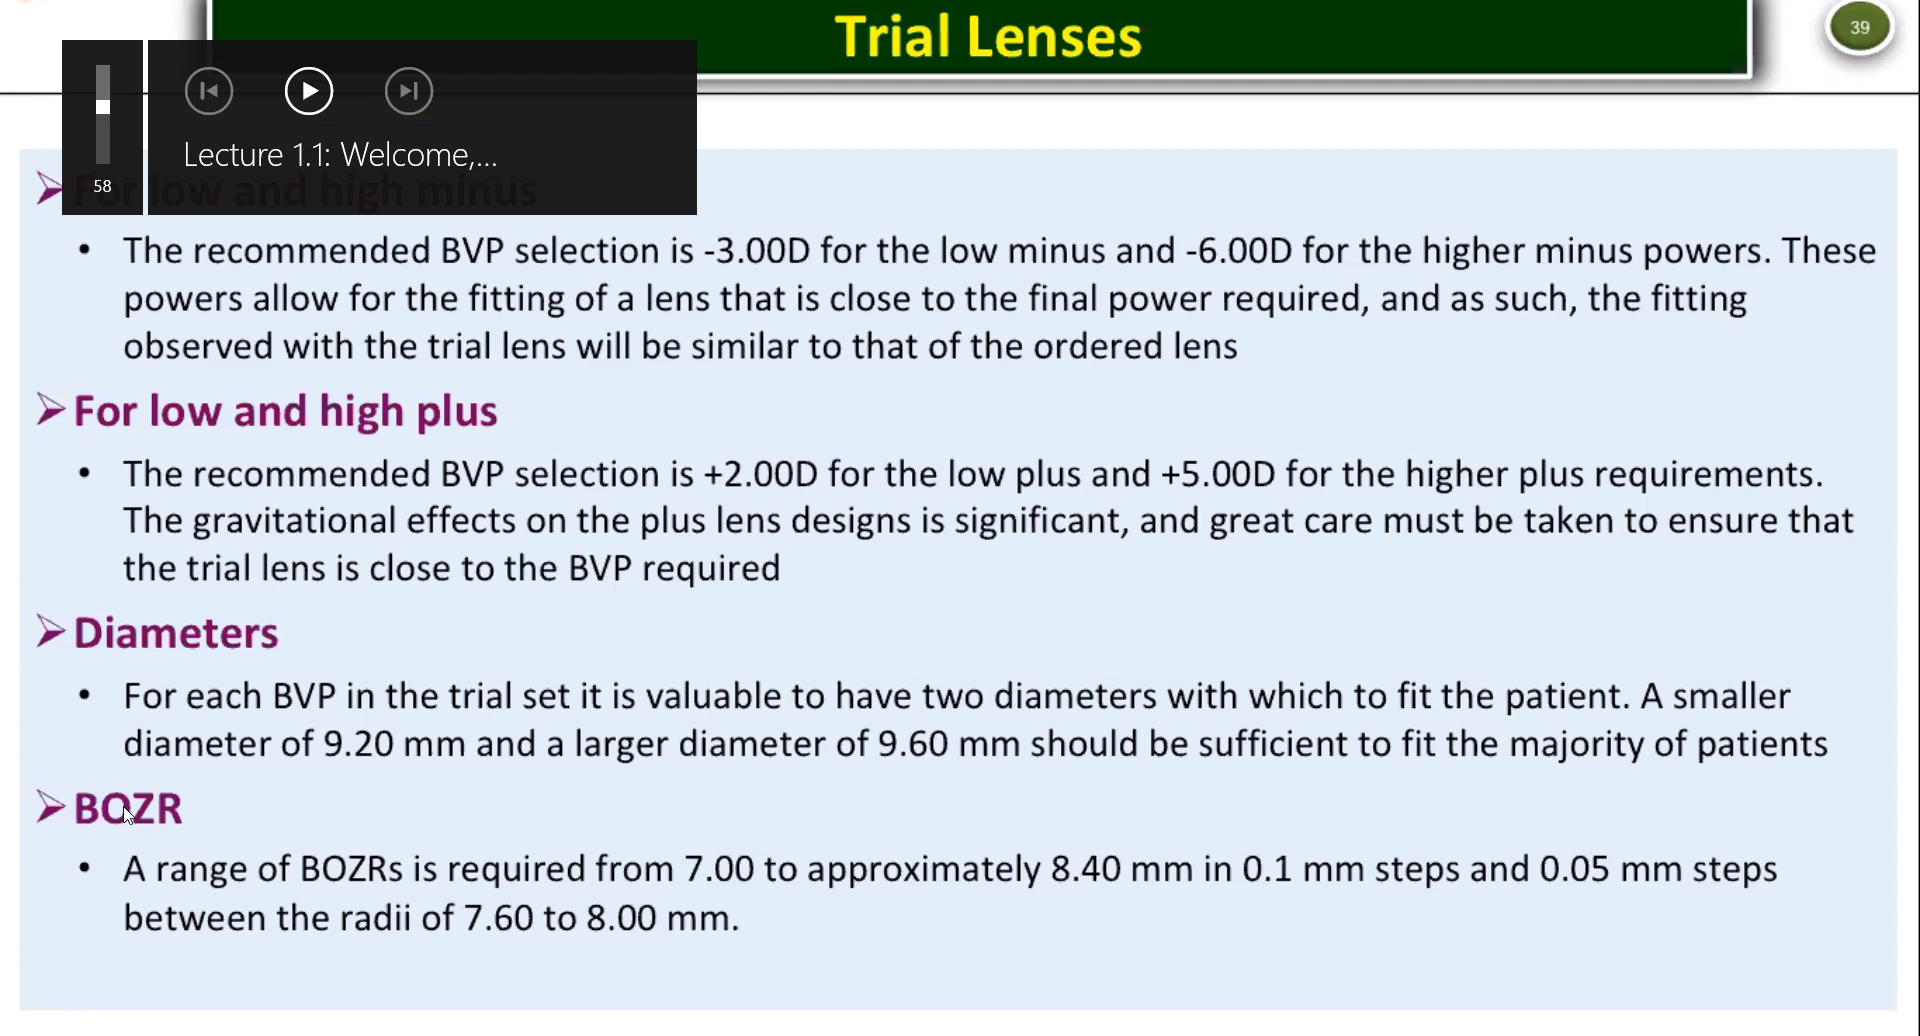 Trial Lenses
39
58
Lecture 1.1: Welcome,...
For low and high minus
• The recommended BVP selection is -3.00D for the low minus and -6.00D for the higher minus powers. These
powers allow for the fitting of a lens that is close to the final power required, and as such, the fitting
observed with the trial lens will be similar to that of the ordered lens
For low and high plus
• The recommended BVP selection is +2.00D for the low plus and +5.00D for the higher plus requirements.
The gravitational effects on the plus lens designs is significant, and great care must be taken to ensure that
the trial lens is close to the BVP required
Diameters
• For each BVP in the trial set it is valuable to have two diameters with which to fit the patient. A smaller
diameter of 9.20 mm and a larger diameter of 9.60 mm should be sufficient to fit the majority of patients
BOZR
• A range of BOZRs is required from 7.00 to approximately 8.40 mm in 0.1 mm steps and 0.05 mm steps
between the radii of 7.60 to 8.00 mm.